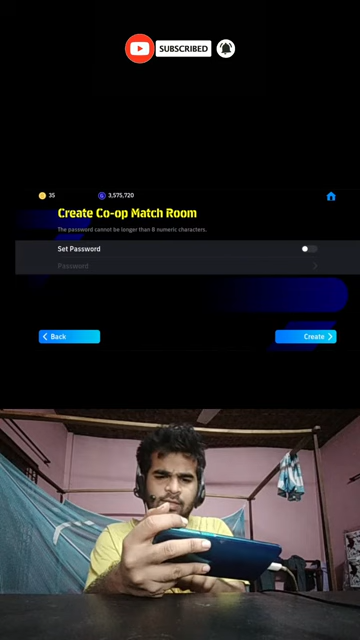 SUBSCRIBED
35
3,575,720
Create Co-op Match Room
The password cannot be longer than 8 numeric characters.
Set Password
Password
Back
Create